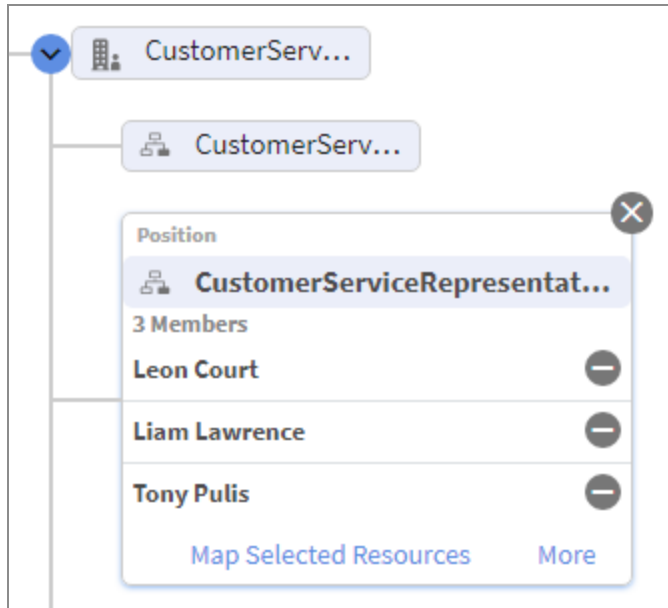 CustomerServ...
CustomerServ...
Position
CustomerServiceRepresentat...
3 Members
Leon Court
Liam Lawrence
Tony Pulis
Map Selected Resources More